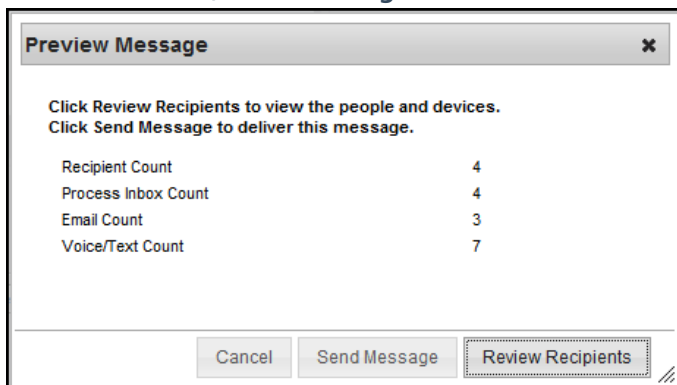 Preview Message
Click Review Recipients to view the people and devices.
Click Send Message to deliver this message.
Recipient Count 4
Process Inbox Count 4
Email Count 3
Voice/Text Count 7
Cancel Send Message Review Recipients